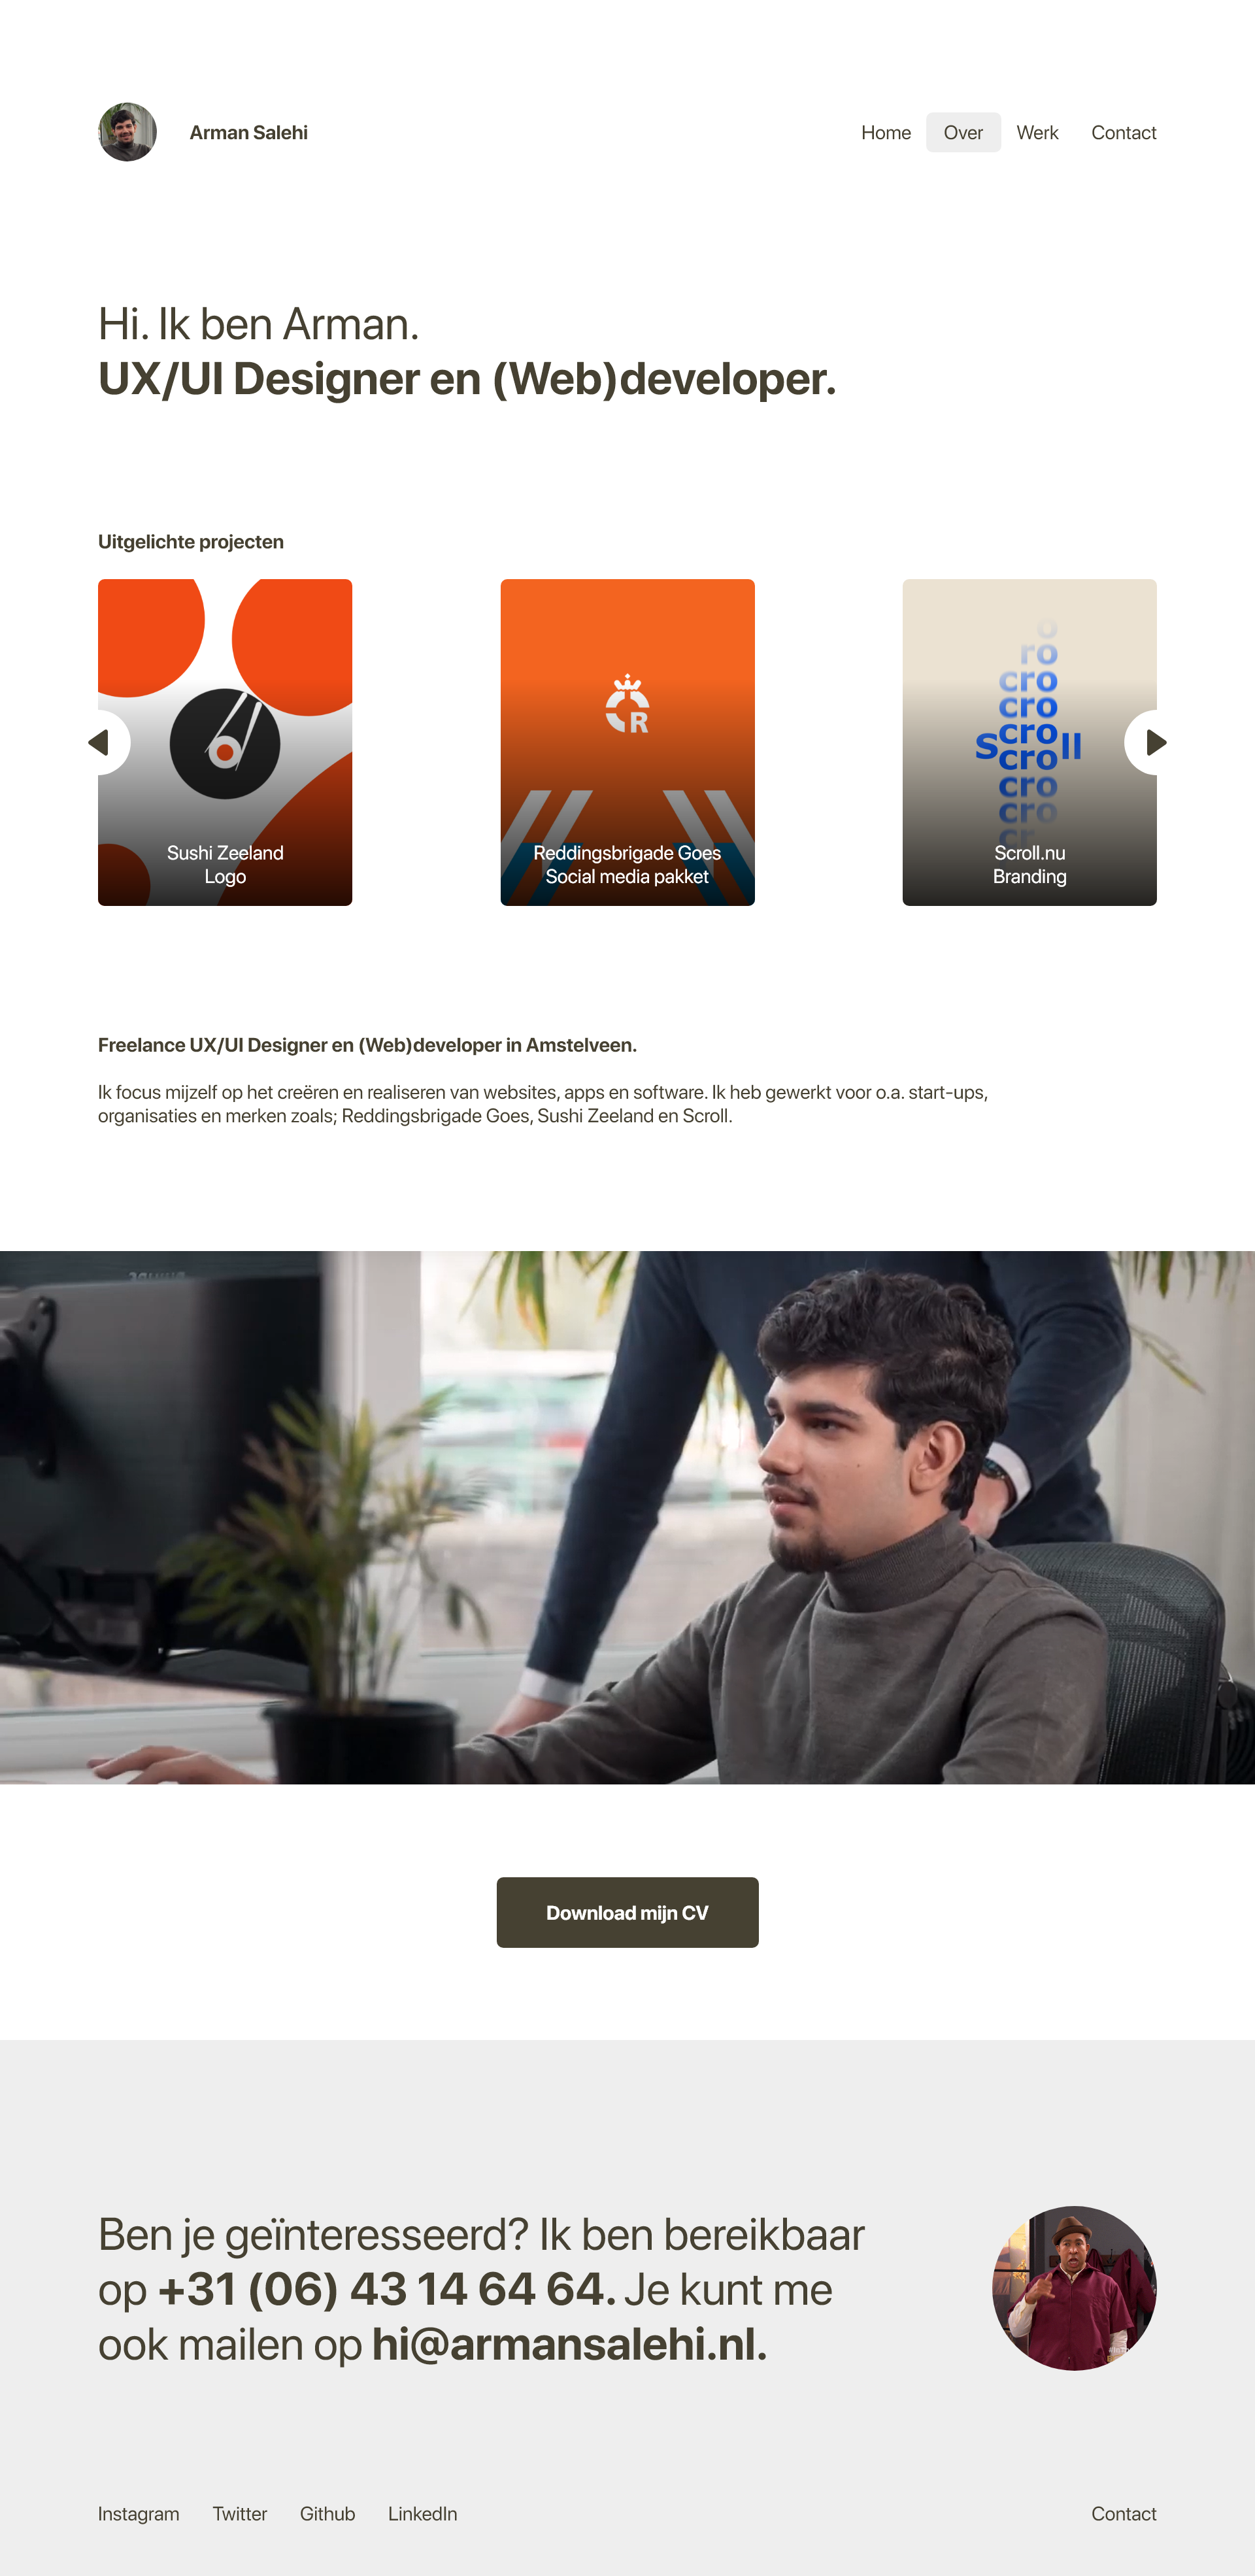 Arman Salehi
Home
Over
Werk
Contact
Hi. Ik ben Arman.
UX/UI Designer en (Web)developer.
Uitgelichte projecten
o
ro
cro
cro
cro
Scroll
cro
cro
cr
Sushi Zeeland
Logo
R
Reddingsbrigade Goes
Social media pakket
Scroll.nu
Branding
Freelance UX/UI Designer en (Web)developer in Amstelveen.
Ik focus mijzelf op het creëren en realiseren van websites, apps en software. Ik heb gewerkt voor o.a. start-ups,
organisaties en merken zoals; Reddingsbrigade Goes, Sushi Zeeland en Scroll.
Download mijn CV
Ben je geïnteresseerd? Ik ben bereikbaar
op +31 (06) 43 14 64 64. Je kunt me
ook mailen op hi@armansalehi.nl.
Instagram
Twitter
Github
LinkedIn
Contact